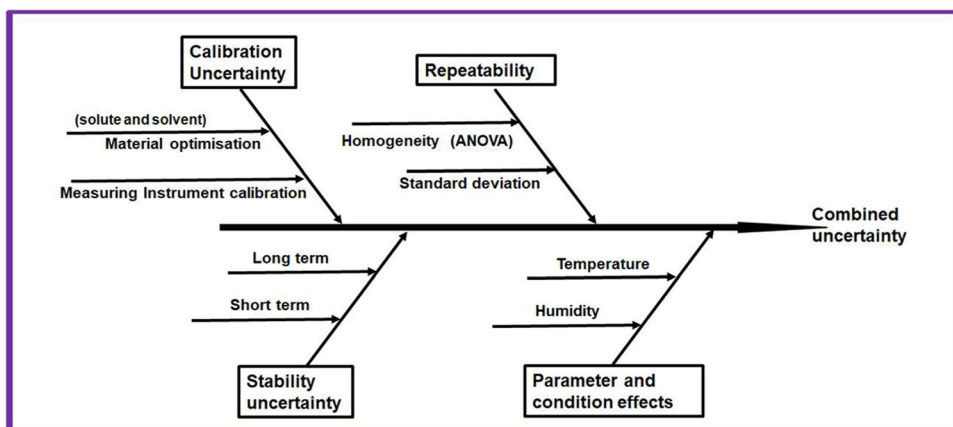 Calibration
Uncertainty
Repeatability
(solute and solvent)
Material optimisation
Homogeneity (ANOVA)
Measuring Instrument calibration
Standard deviation
Combined
uncertainty
Long term
Temperature
Short term
Humidity
Stability
uncertainty
Parameter and
condition effects